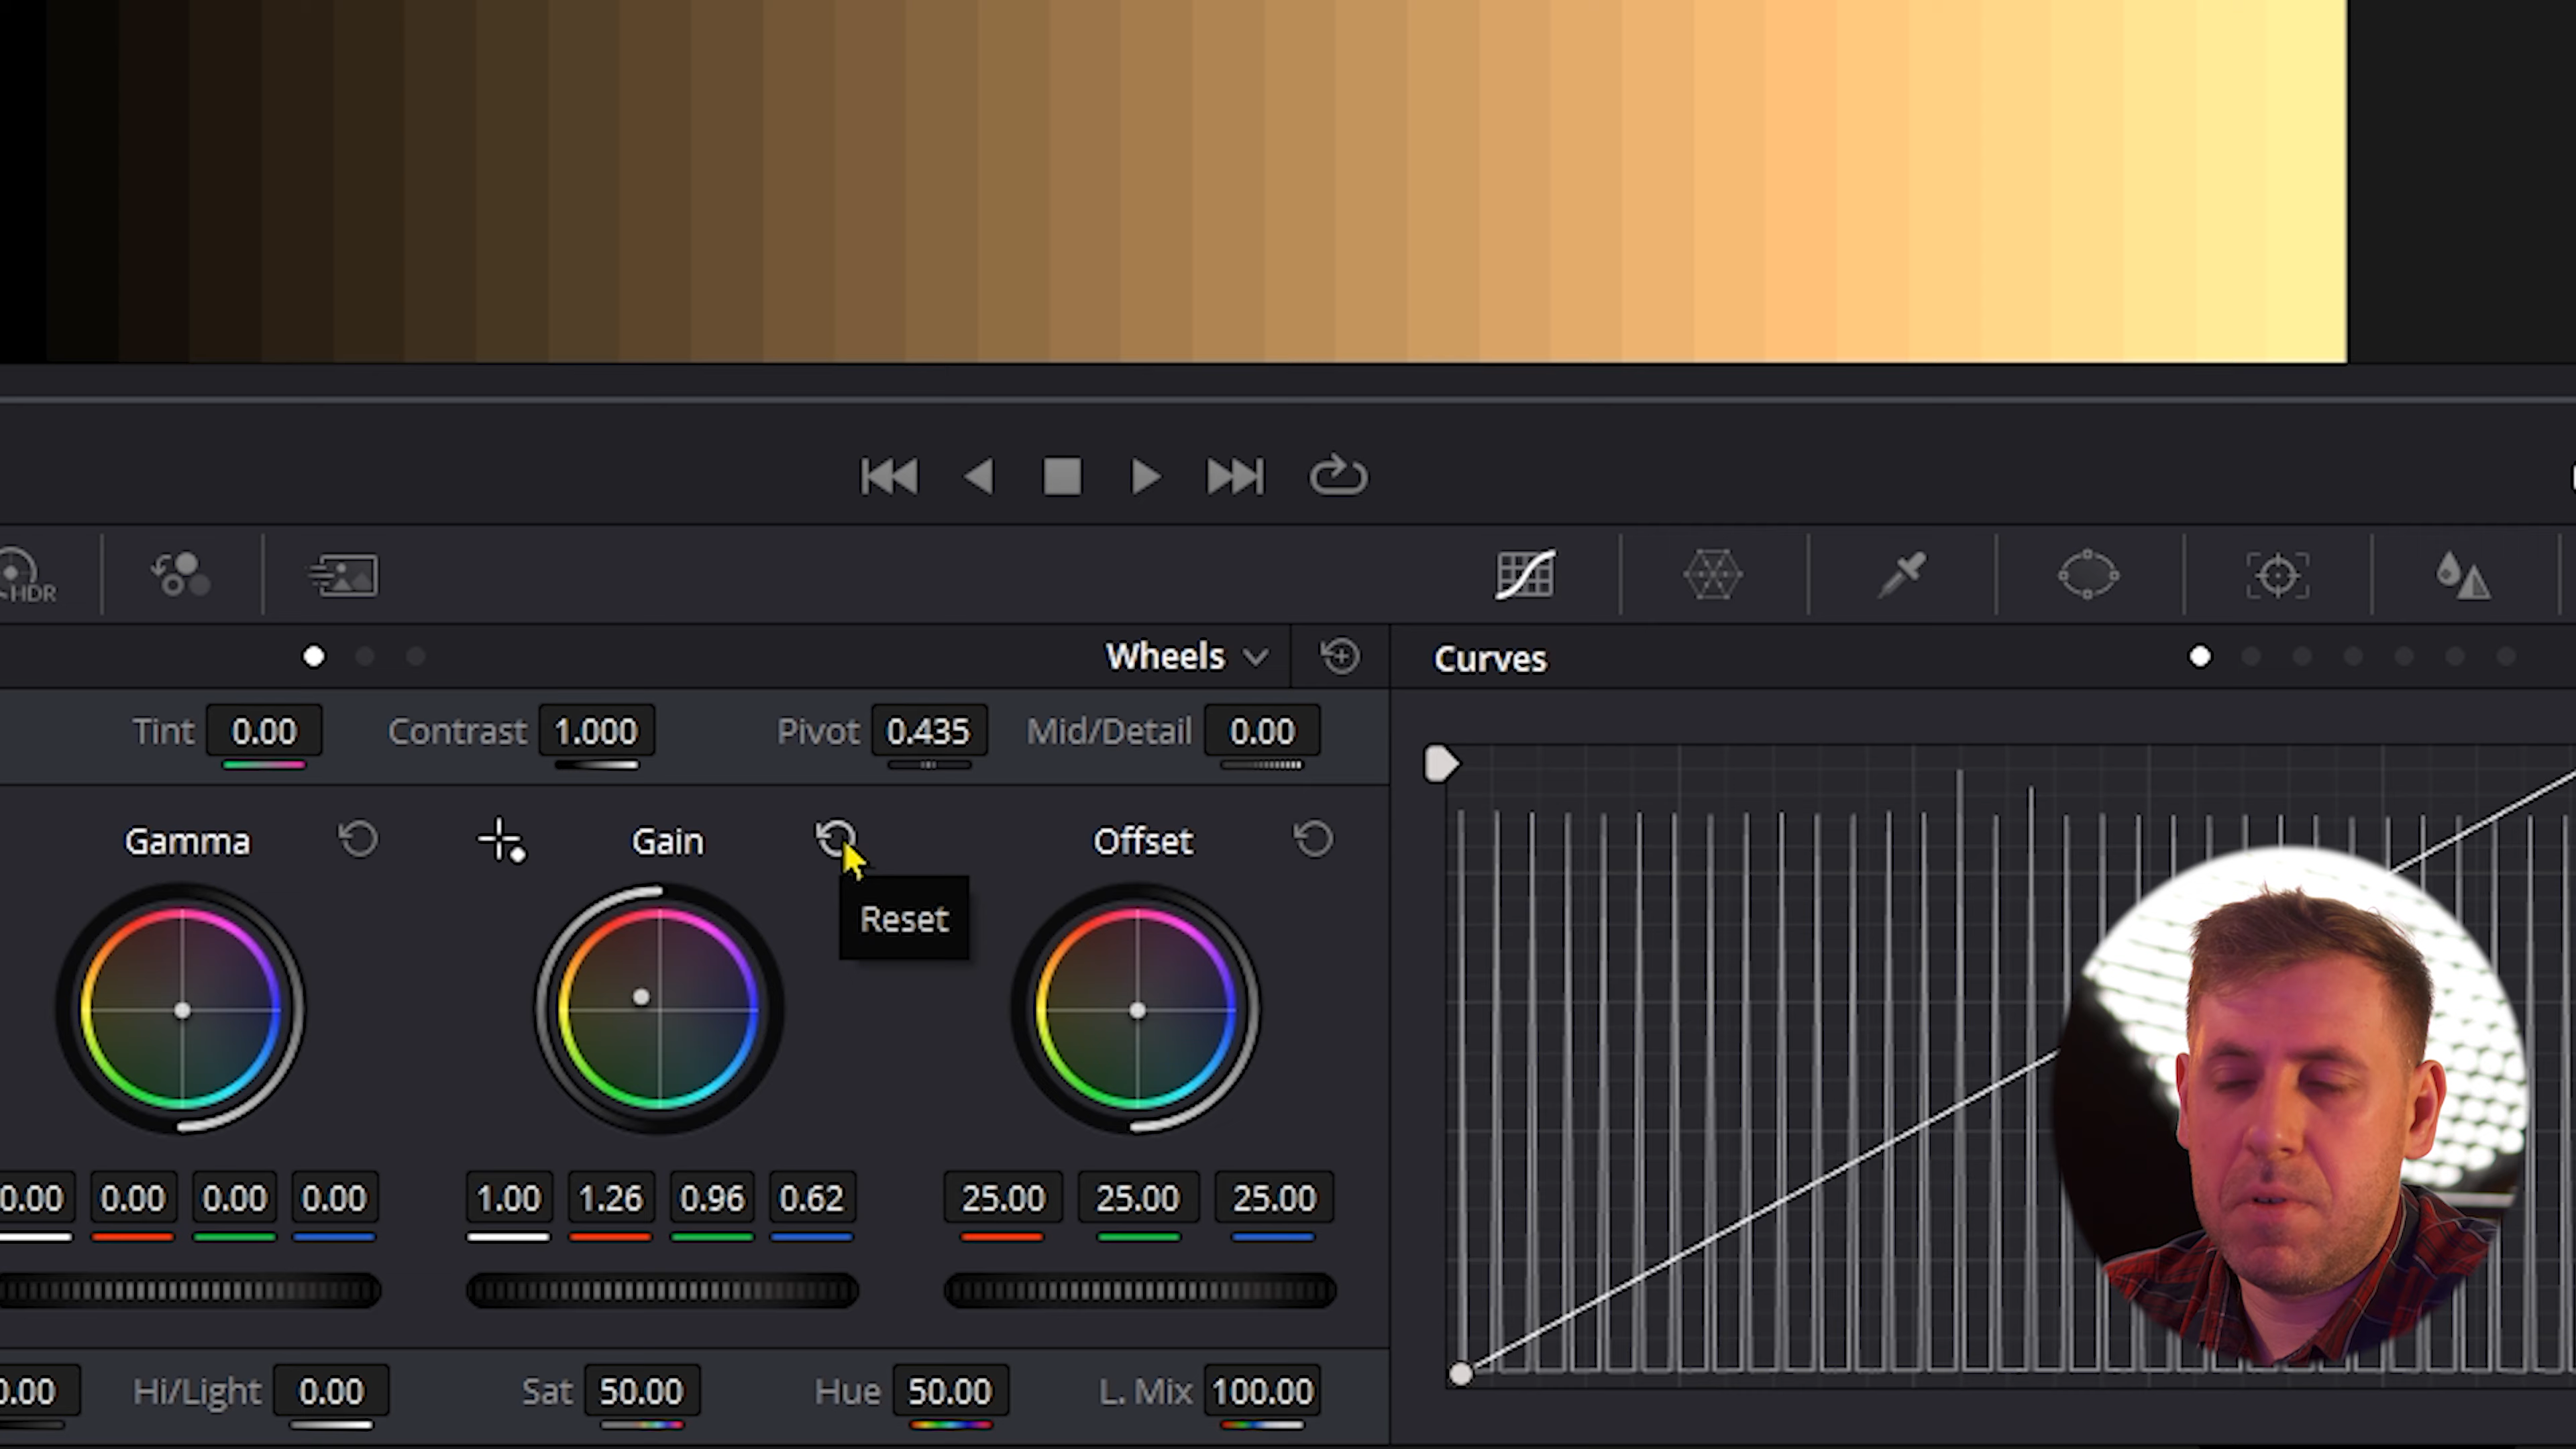 HDR
Wheels
Curves
Tint 0.00 Contrast 1.000 Pivot 0.435 Mid/Detail 0.00
Gamma Gain Offset
Reset
0.00 0.00 0.00 0.00 1.00 1.26 0.96 0.62 25.00 25.00 25.00
0.00 Hi/Light 0.00 Sat 50.00 Hue 50.00 L. Mix 100.00